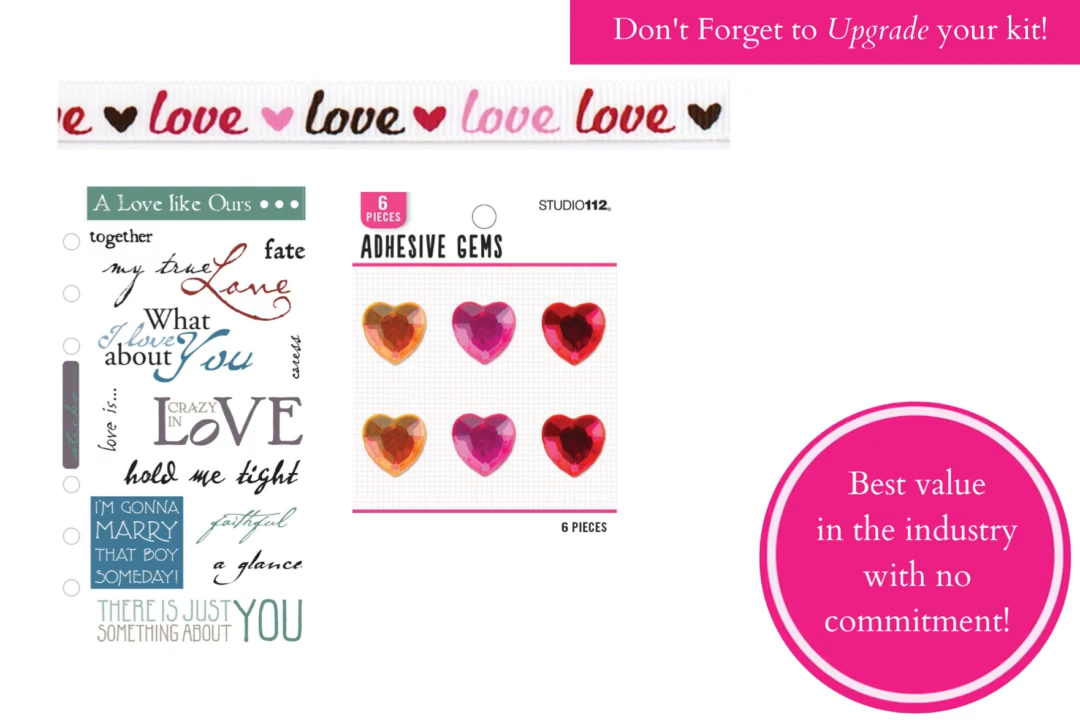 Don't Forget to Upgrade your kit!
e love love love love
A Love like Ours
together
fate
my true Love
What
I love
about You
caress
love is...
CRAZY
IN
LOVE
hold me tight
I'M GONNA
MARRY
THAT BOY
SOMEDAY!
faithful
a glance
THERE IS JUST
SOMETHING ABOUT YOU
6
PIECES
STUDIO112®
ADHESIVE GEMS
6 PIECES
Best value
in the industry
with no
commitment!